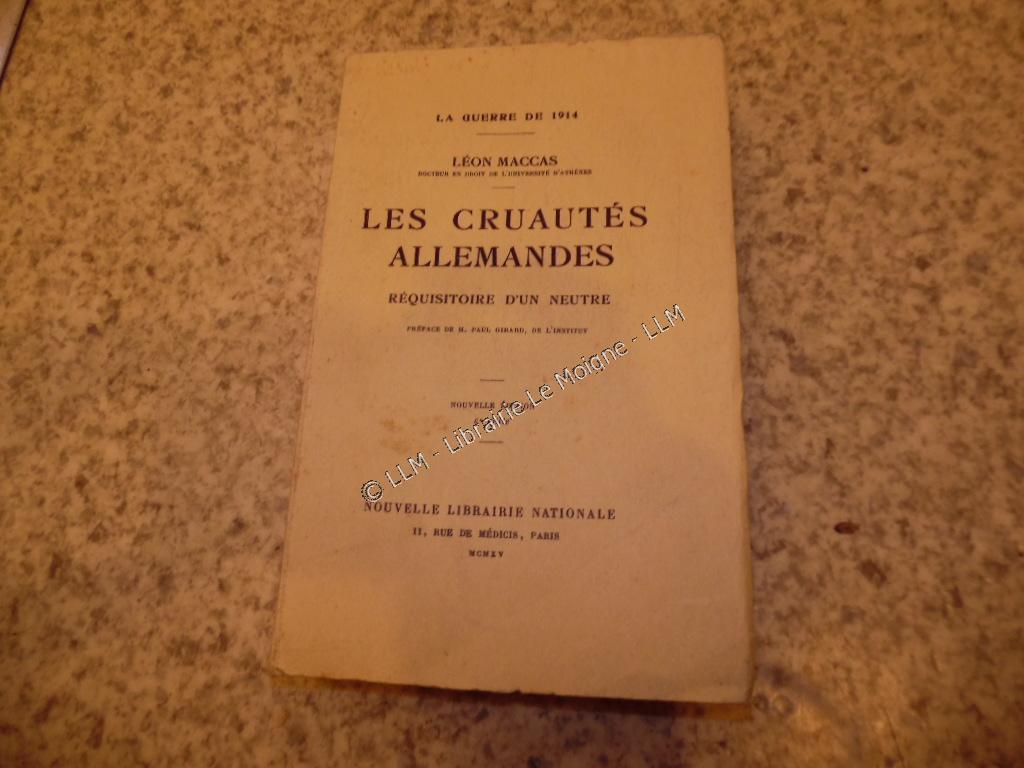 LA GUERRE DE 1914
LÉON MACCAS
DOCTEUR EN DROIT DE L'UNIVERSITÉ D'ATHÈNES
LES CRUAUTÉS
ALLEMANDES
RÉQUISITOIRE D'UN NEUTRE
PRÉFACE DE M. PAUL GIRARD, DE L'INSTITUT
NOUVELLE
© LLM - Librairie Le Moigne - LLM
NOUVELLE LIBRAIRIE NATIONALE
11, RUE DE MÉDICIS, PARIS
MCMXV